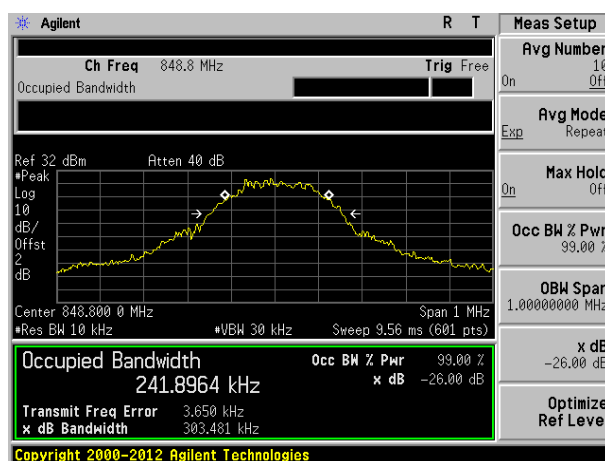 Agilent R T Meas Setup
Ch Freq 848.8 MHz Trig Free
Occupied Bandwidth
Avg Number
10
On Off
Avg Mode
Exp Repeat
Max Hold
On Off
Occ BW % Pwr
99.00 %
OBW Span
1.00000000 MHz
x dB
-26.00 dB
Optimize
Ref Level
Ref 32 dBm Atten 40 dB
#Peak
Log
10
dB/
Offst
2
dB
Center 848.800 0 MHz Span 1 MHz
#Res BW 10 kHz #VBW 30 kHz Sweep 9.56 ms (601 pts)
Occupied Bandwidth Occ BW % Pwr 99.00 %
241.8964 kHz x dB -26.00 dB
Transmit Freq Error 3.650 kHz
x dB Bandwidth 303.481 kHz
Copyright 2000-2012 Agilent Technologies